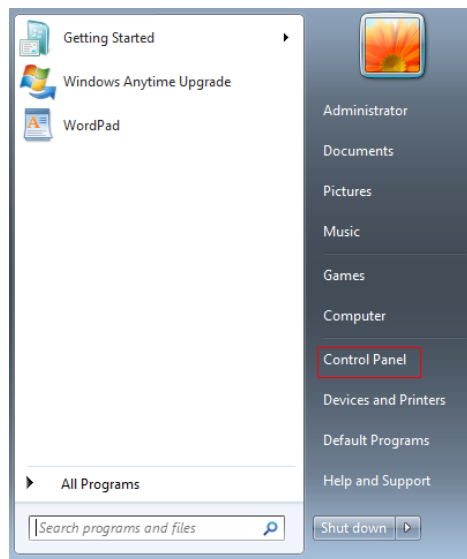 Getting Started
Windows Anytime Upgrade
WordPad
All Programs
Search programs and files
Administrator
Documents
Pictures
Music
Games
Computer
Control Panel
Devices and Printers
Default Programs
Help and Support
Shut down